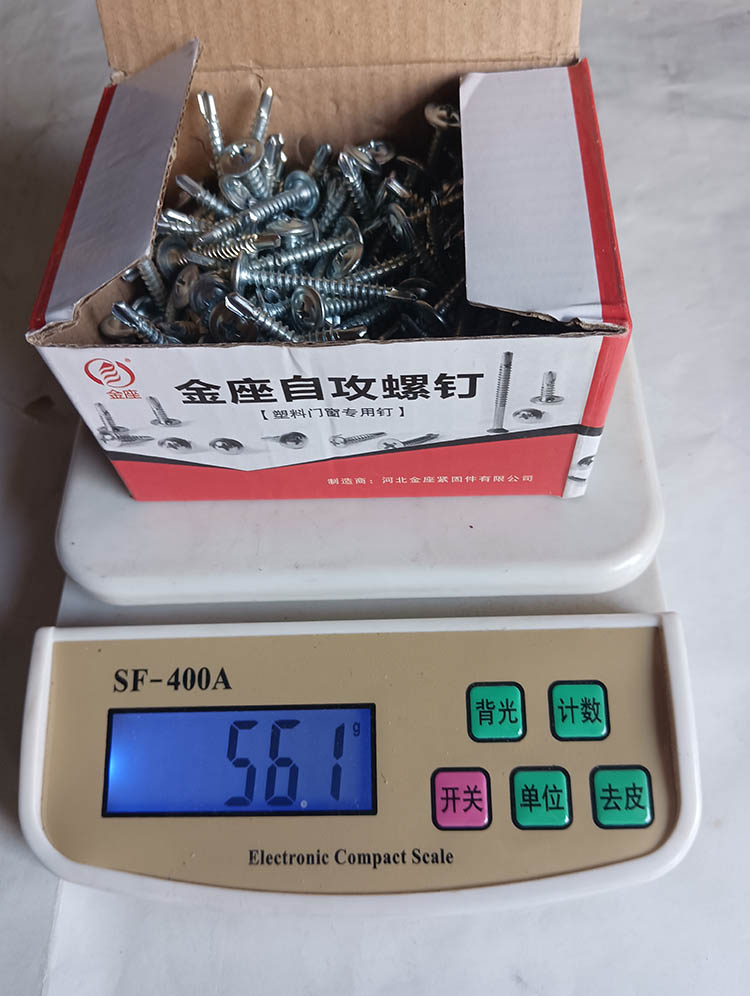 金座®
金座自攻螺钉
【塑料门窗专用钉】
制造商：河北金座紧固件有限公司
SF-400A
561 g
背光
计数
开关
单位
去皮
Electronic Compact Scale